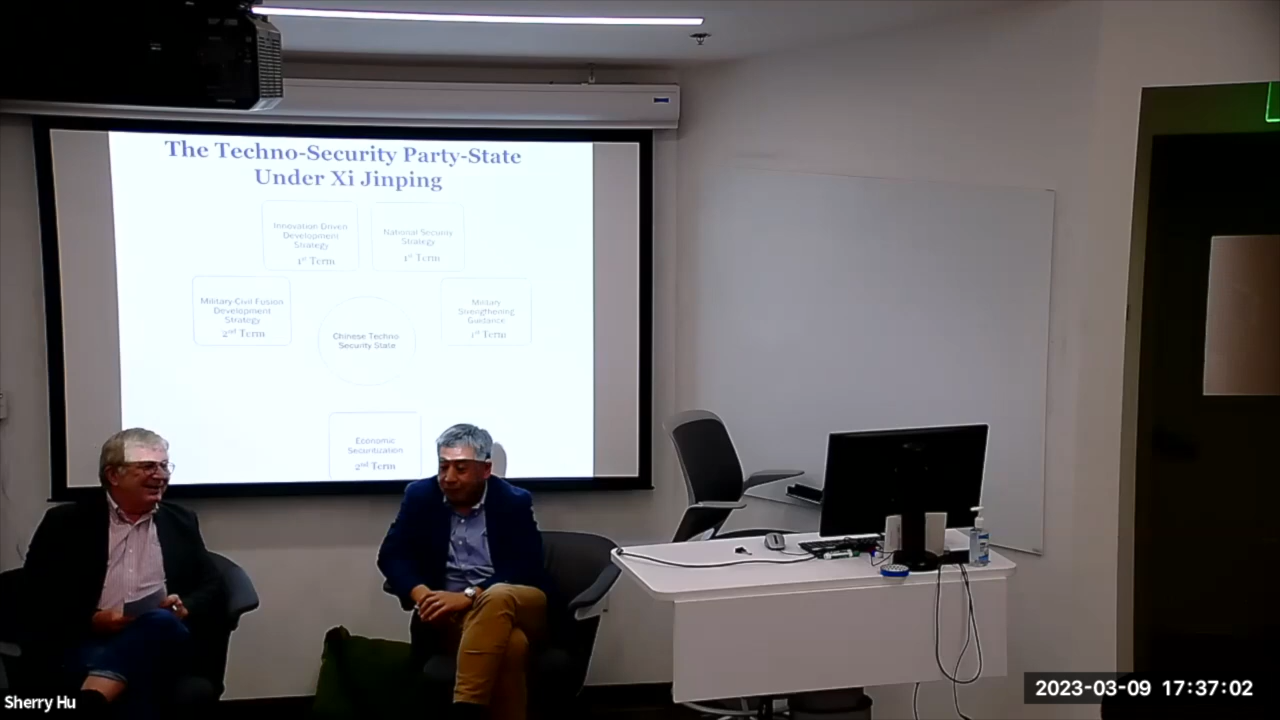 The Techno-Security Party-State
Under Xi Jinping
Innovation Driven
Development
Strategy
1st Term
National Security
Strategy
1st Term
Military-Civil Fusion
Development
Strategy
2nd Term
Chinese Techno
Security State
Military
Strengthening
Guidance
1st Term
Economic
Securitization
2nd Term
Sherry Hu
2023-03-09 17:37:02